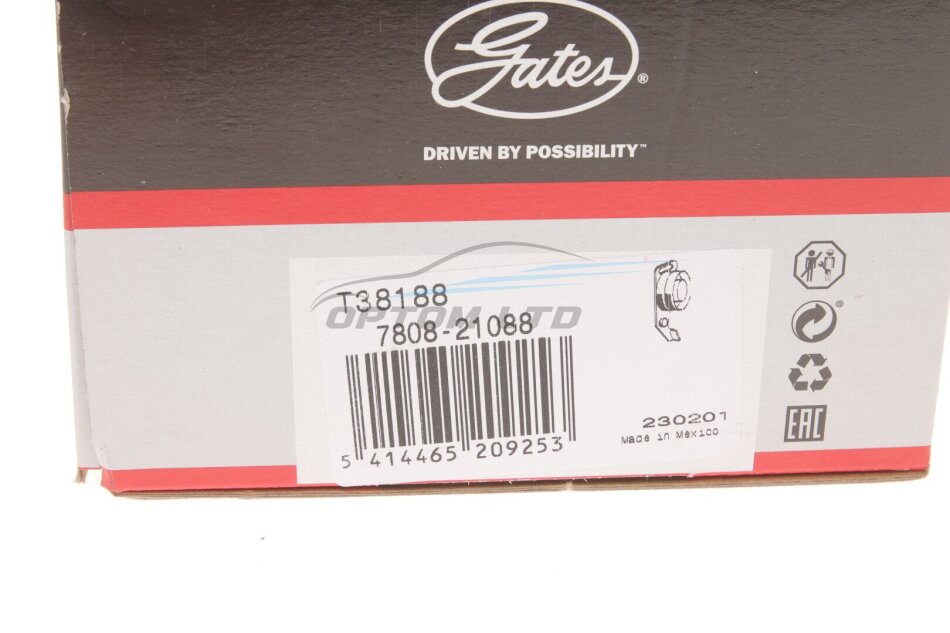 Gates®
DRIVEN BY POSSIBILITY™
T38188
OPTOM LTD
7808-21088
5 414465 209253
230201
Made in Mexico
EAC